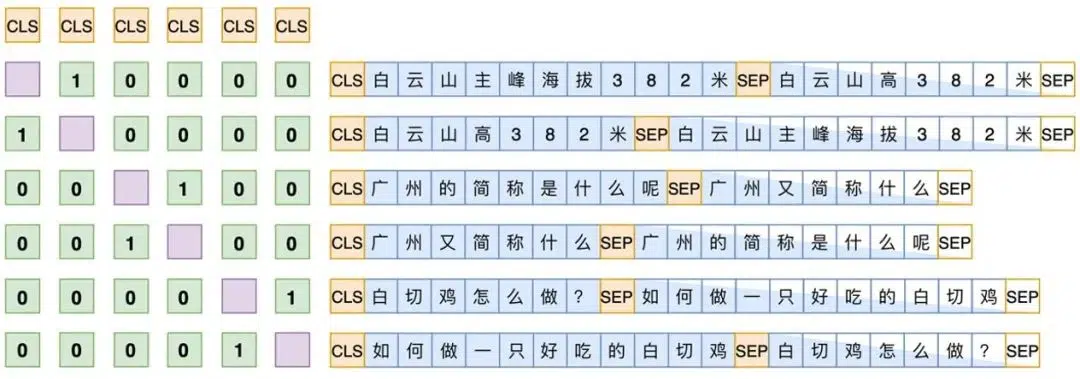 CLS CLS CLS CLS CLS CLS
1 0 0 0 0 CLS 白 云 山 主 峰 海 拔 3 8 2 米 SEP 白 云 山 高 3 8 2 米 SEP
1 0 0 0 0 CLS 白 云 山 高 3 8 2 米 SEP 白 云 山 主 峰 海 拔 3 8 2 米 SEP
0 0 1 0 0 CLS 广 州 的 简 称 是 什 么 呢 SEP 广 州 又 简 称 什 么 SEP
0 0 1 0 0 CLS 广 州 又 简 称 什 么 SEP 广 州 的 简 称 是 什 么 呢 SEP
0 0 0 0 1 CLS 白 切 鸡 怎 么 做 ? SEP 如 何 做 一 只 好 吃 的 白 切 鸡 SEP
0 0 0 0 1 CLS 如 何 做 一 只 好 吃 的 白 切 鸡 SEP 白 切 鸡 怎 么 做 ? SEP